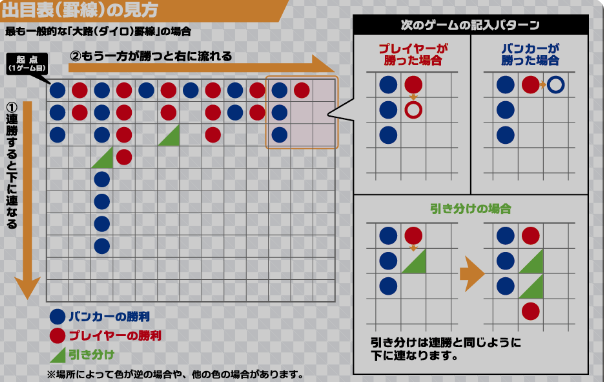 出目表(罫線)の見方
最も一般的な「大路(ダイロ)罫線」の場合
起点
(1ゲーム目)
②もう一方が勝つと右に流れる
①連勝すると下に連なる
バンカーの勝利
プレイヤーの勝利
引き分け
※場所によって色が逆の場合や、他の色の場合があります。
次のゲームの記入パターン
プレイヤーが
勝った場合
バンカーが
勝った場合
引き分けの場合
引き分けは連勝と同じように
下に連なります。